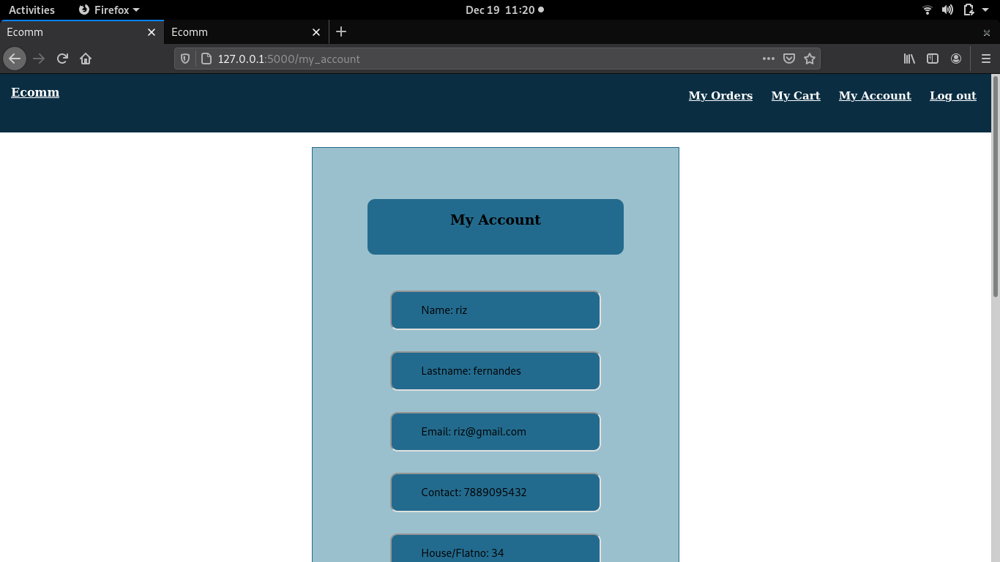 Activities Firefox Dec 19 11:20
Ecomm Ecomm
127.0.0.1:5000/my_account
Ecomm My Orders My Cart My Account Log out
My Account
Name: riz
Lastname: fernandes
Email: riz@gmail.com
Contact: 7889095432
House/Flatno: 34